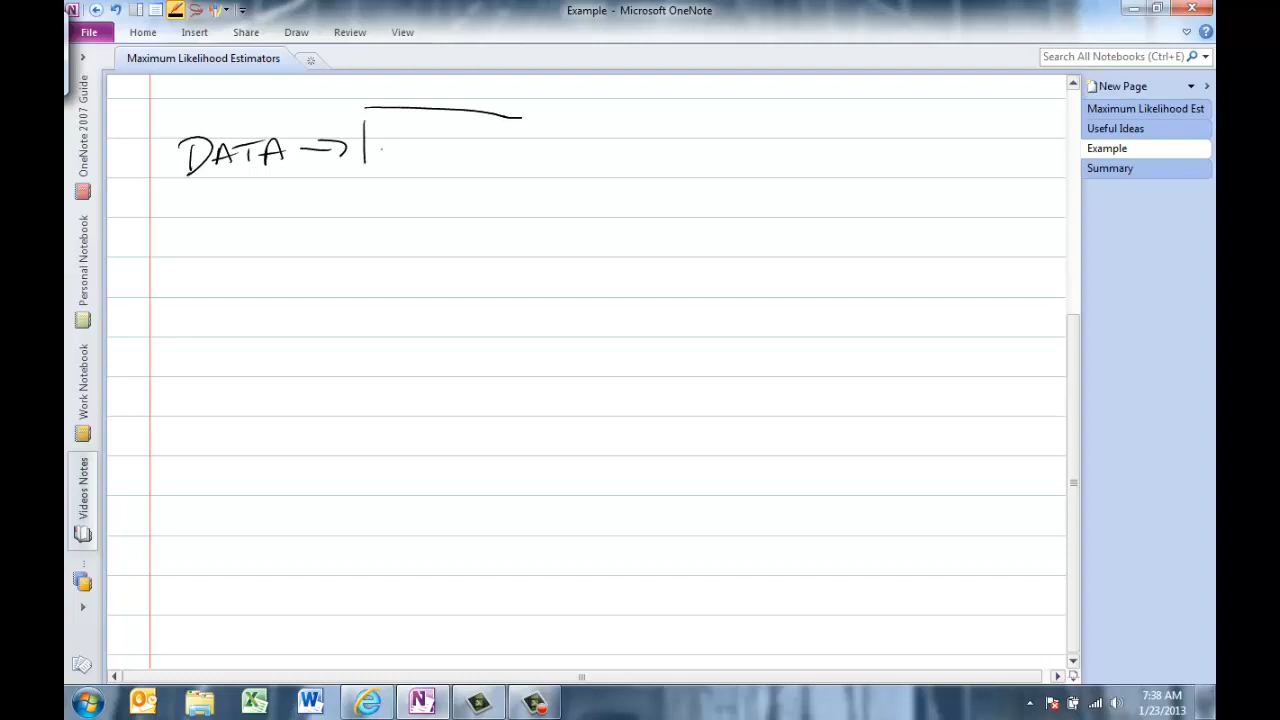 Example - Microsoft OneNote
File Home Insert Share Draw Review View
Maximum Likelihood Estimators
Search All Notebooks (Ctrl+E)
New Page
Maximum Likelihood Est
Useful Ideas
Example
Summary
OneNote 2007 Guide
Personal Notebook
Work Notebook
Videos Notes
DATA →
7:38 AM
1/23/2013